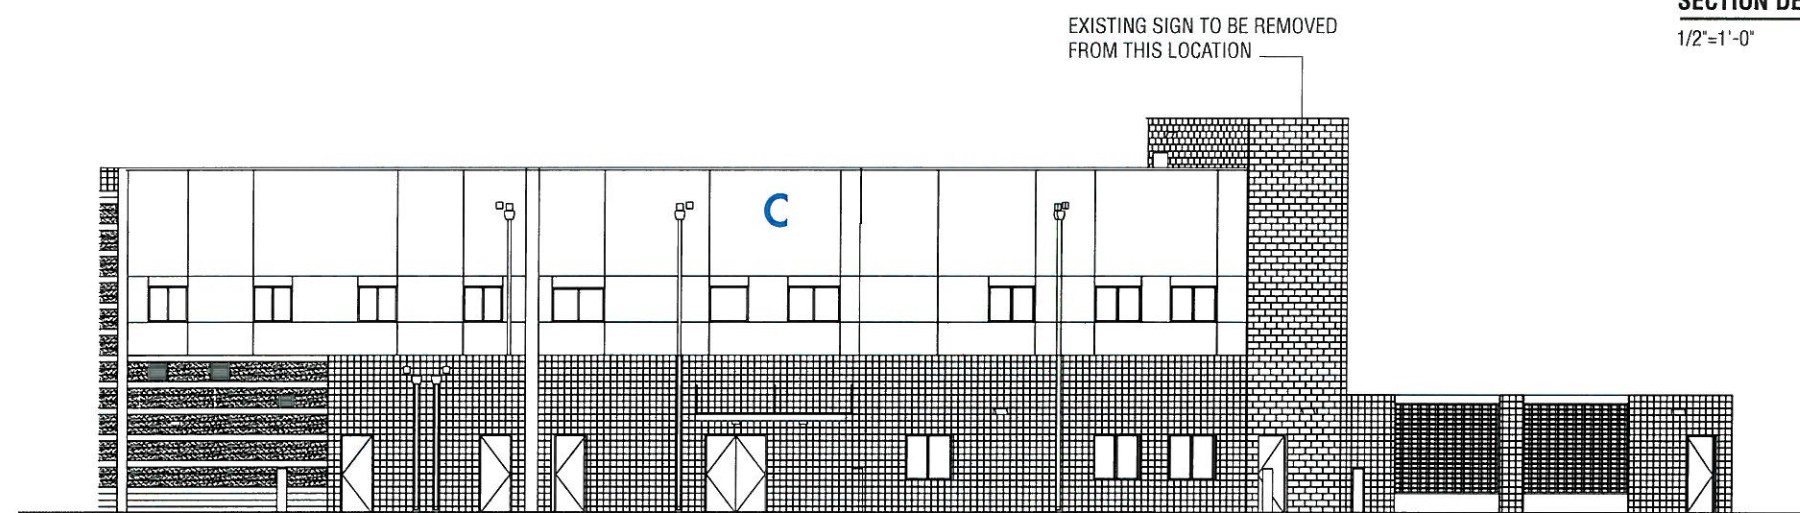 SECTION DE
1/2"=1'-0"
EXISTING SIGN TO BE REMOVED
FROM THIS LOCATION
C